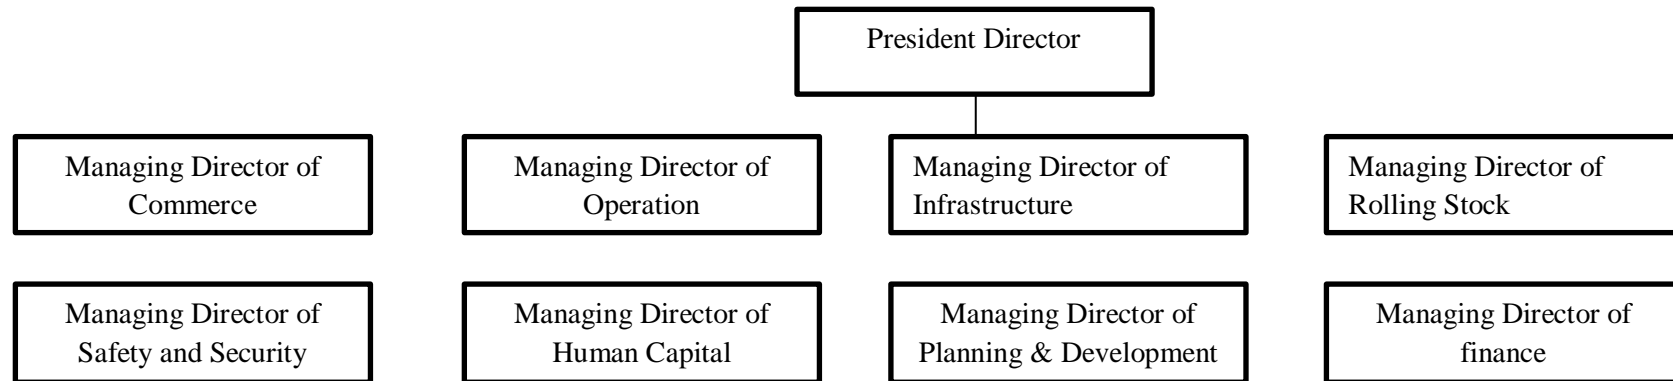 President Director
Managing Director of
Commerce
Managing Director of
Operation
Managing Director of
Infrastructure
Managing Director of
Rolling Stock
Managing Director of
Safety and Security
Managing Director of
Human Capital
Managing Director of
Planning & Development
Managing Director of
finance